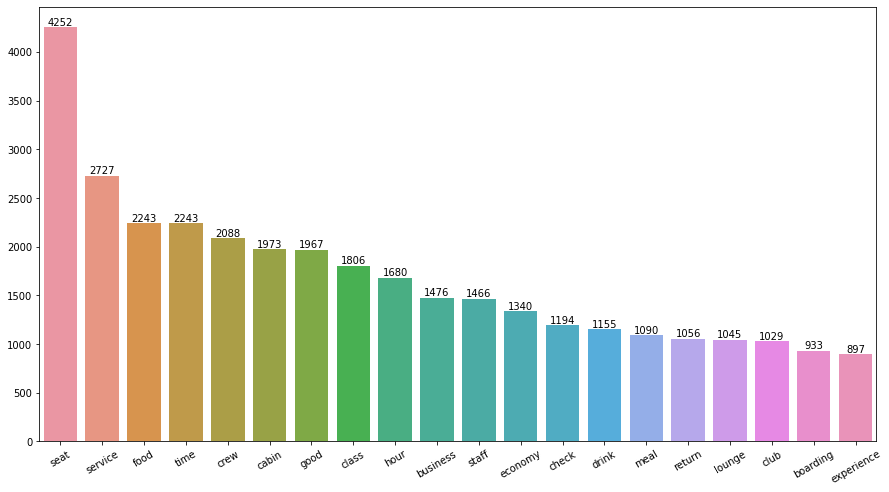 4252
2727
2243
2243
2088
1973
1967
1806
1680
1476
1466
1340
1194
1155
1090
1056
1045
1029
933
897
4000
3500
3000
2500
2000
1500
1000
500
0
seat
service
food
time
crew
cabin
good
class
hour
business
staff
economy
check
drink
meal
return
lounge
club
boarding
experience